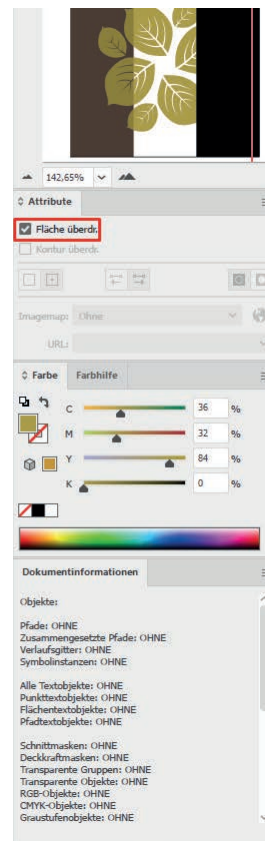 142,65%
Attribute
Fläche überdr.
Kontur überdr.
Imagemap: Ohne
URL:
Farbe Farbhilfe
C 36 %
M 32 %
Y 84 %
K 0 %
Dokumentinformationen
Objekte:
Pfade: OHNE
Zusammengesetzte Pfade: OHNE
Verlaufsgitter: OHNE
Symbolinstanzen: OHNE
Alle Textobjekte: OHNE
Punkttextobjekte: OHNE
Flächentextobjekte: OHNE
Pfadtextobjekte: OHNE
Schnittmasken: OHNE
Deckkraftmasken: OHNE
Transparente Gruppen: OHNE
Transparente Objekte: OHNE
RGB-Objekte: OHNE
CMYK-Objekte: OHNE
Graustufenobjekte: OHNE